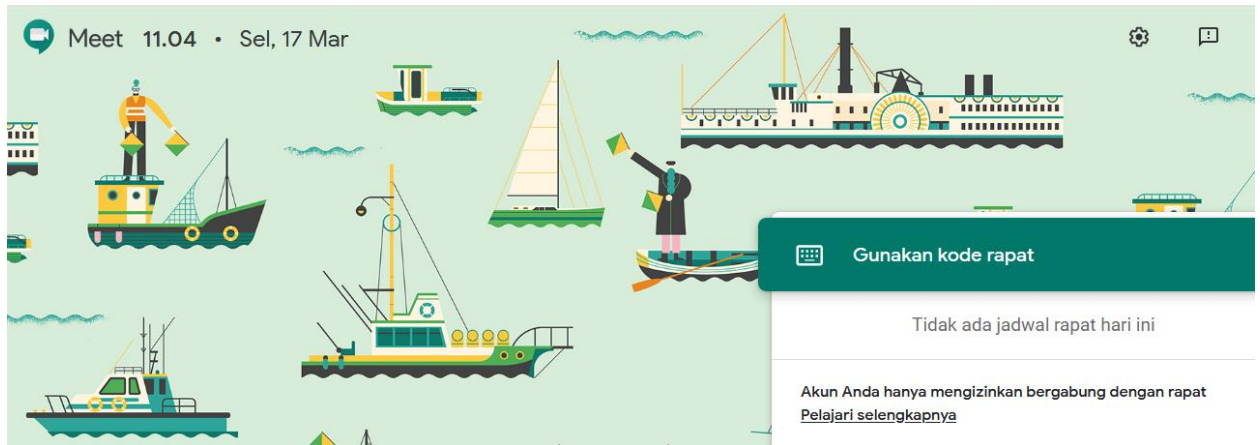 Meet 11.04 • Sel, 17 Mar
Gunakan kode rapat
Tidak ada jadwal rapat hari ini
Akun Anda hanya mengizinkan bergabung dengan rapat
Pelajari selengkapnya